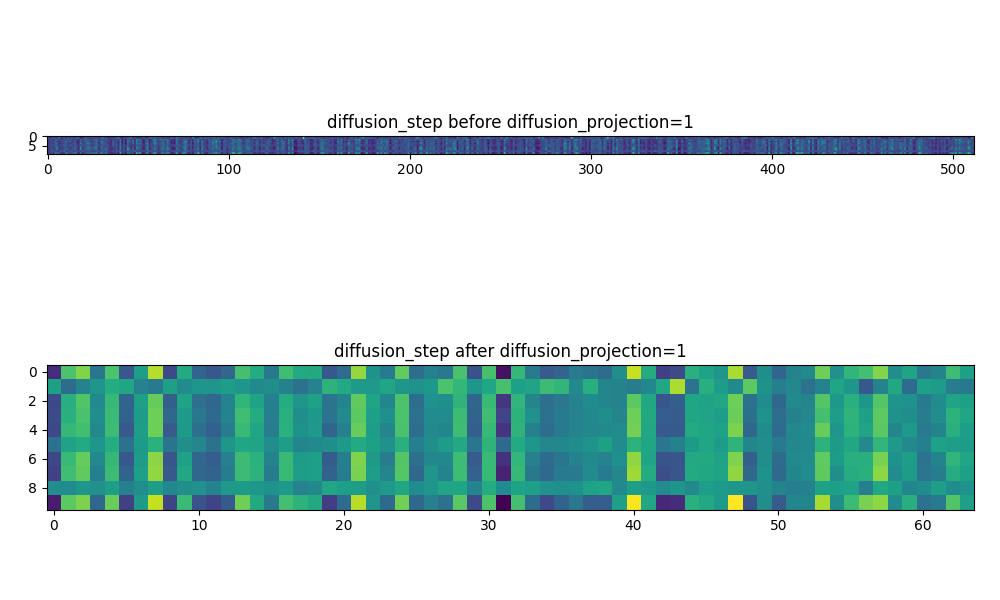 diffusion_step before diffusion_projection=1
0
5
0 100 200 300 400 500
diffusion_step after diffusion_projection=1
0
2
4
6
8
0 10 20 30 40 50 60